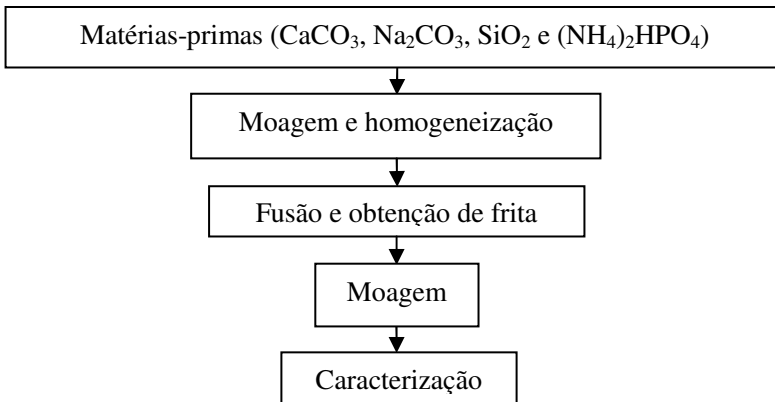 Matérias-primas (CaCO₃, Na₂CO₃, SiO₂ e (NH₄)₂HPO₄)
Moagem e homogeneização
Fusão e obtenção de frita
Moagem
Caracterização